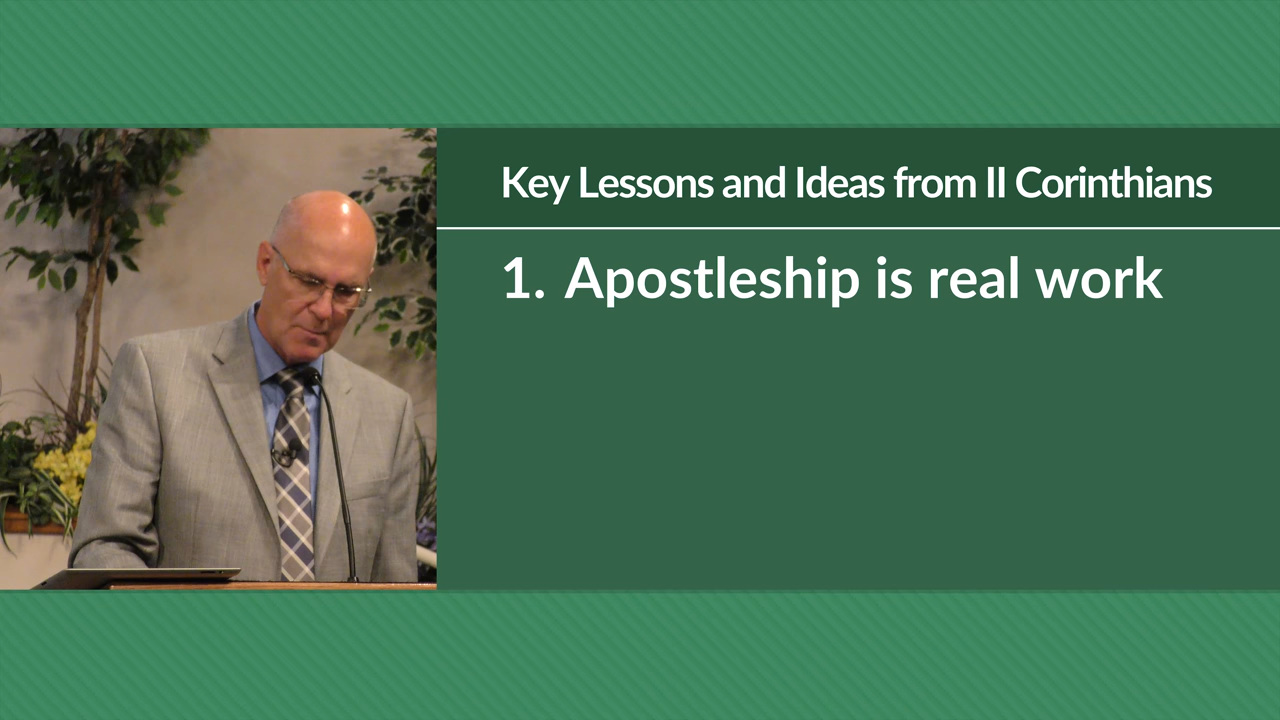 Key Lessons and Ideas from II Corinthians
1. Apostleship is real work